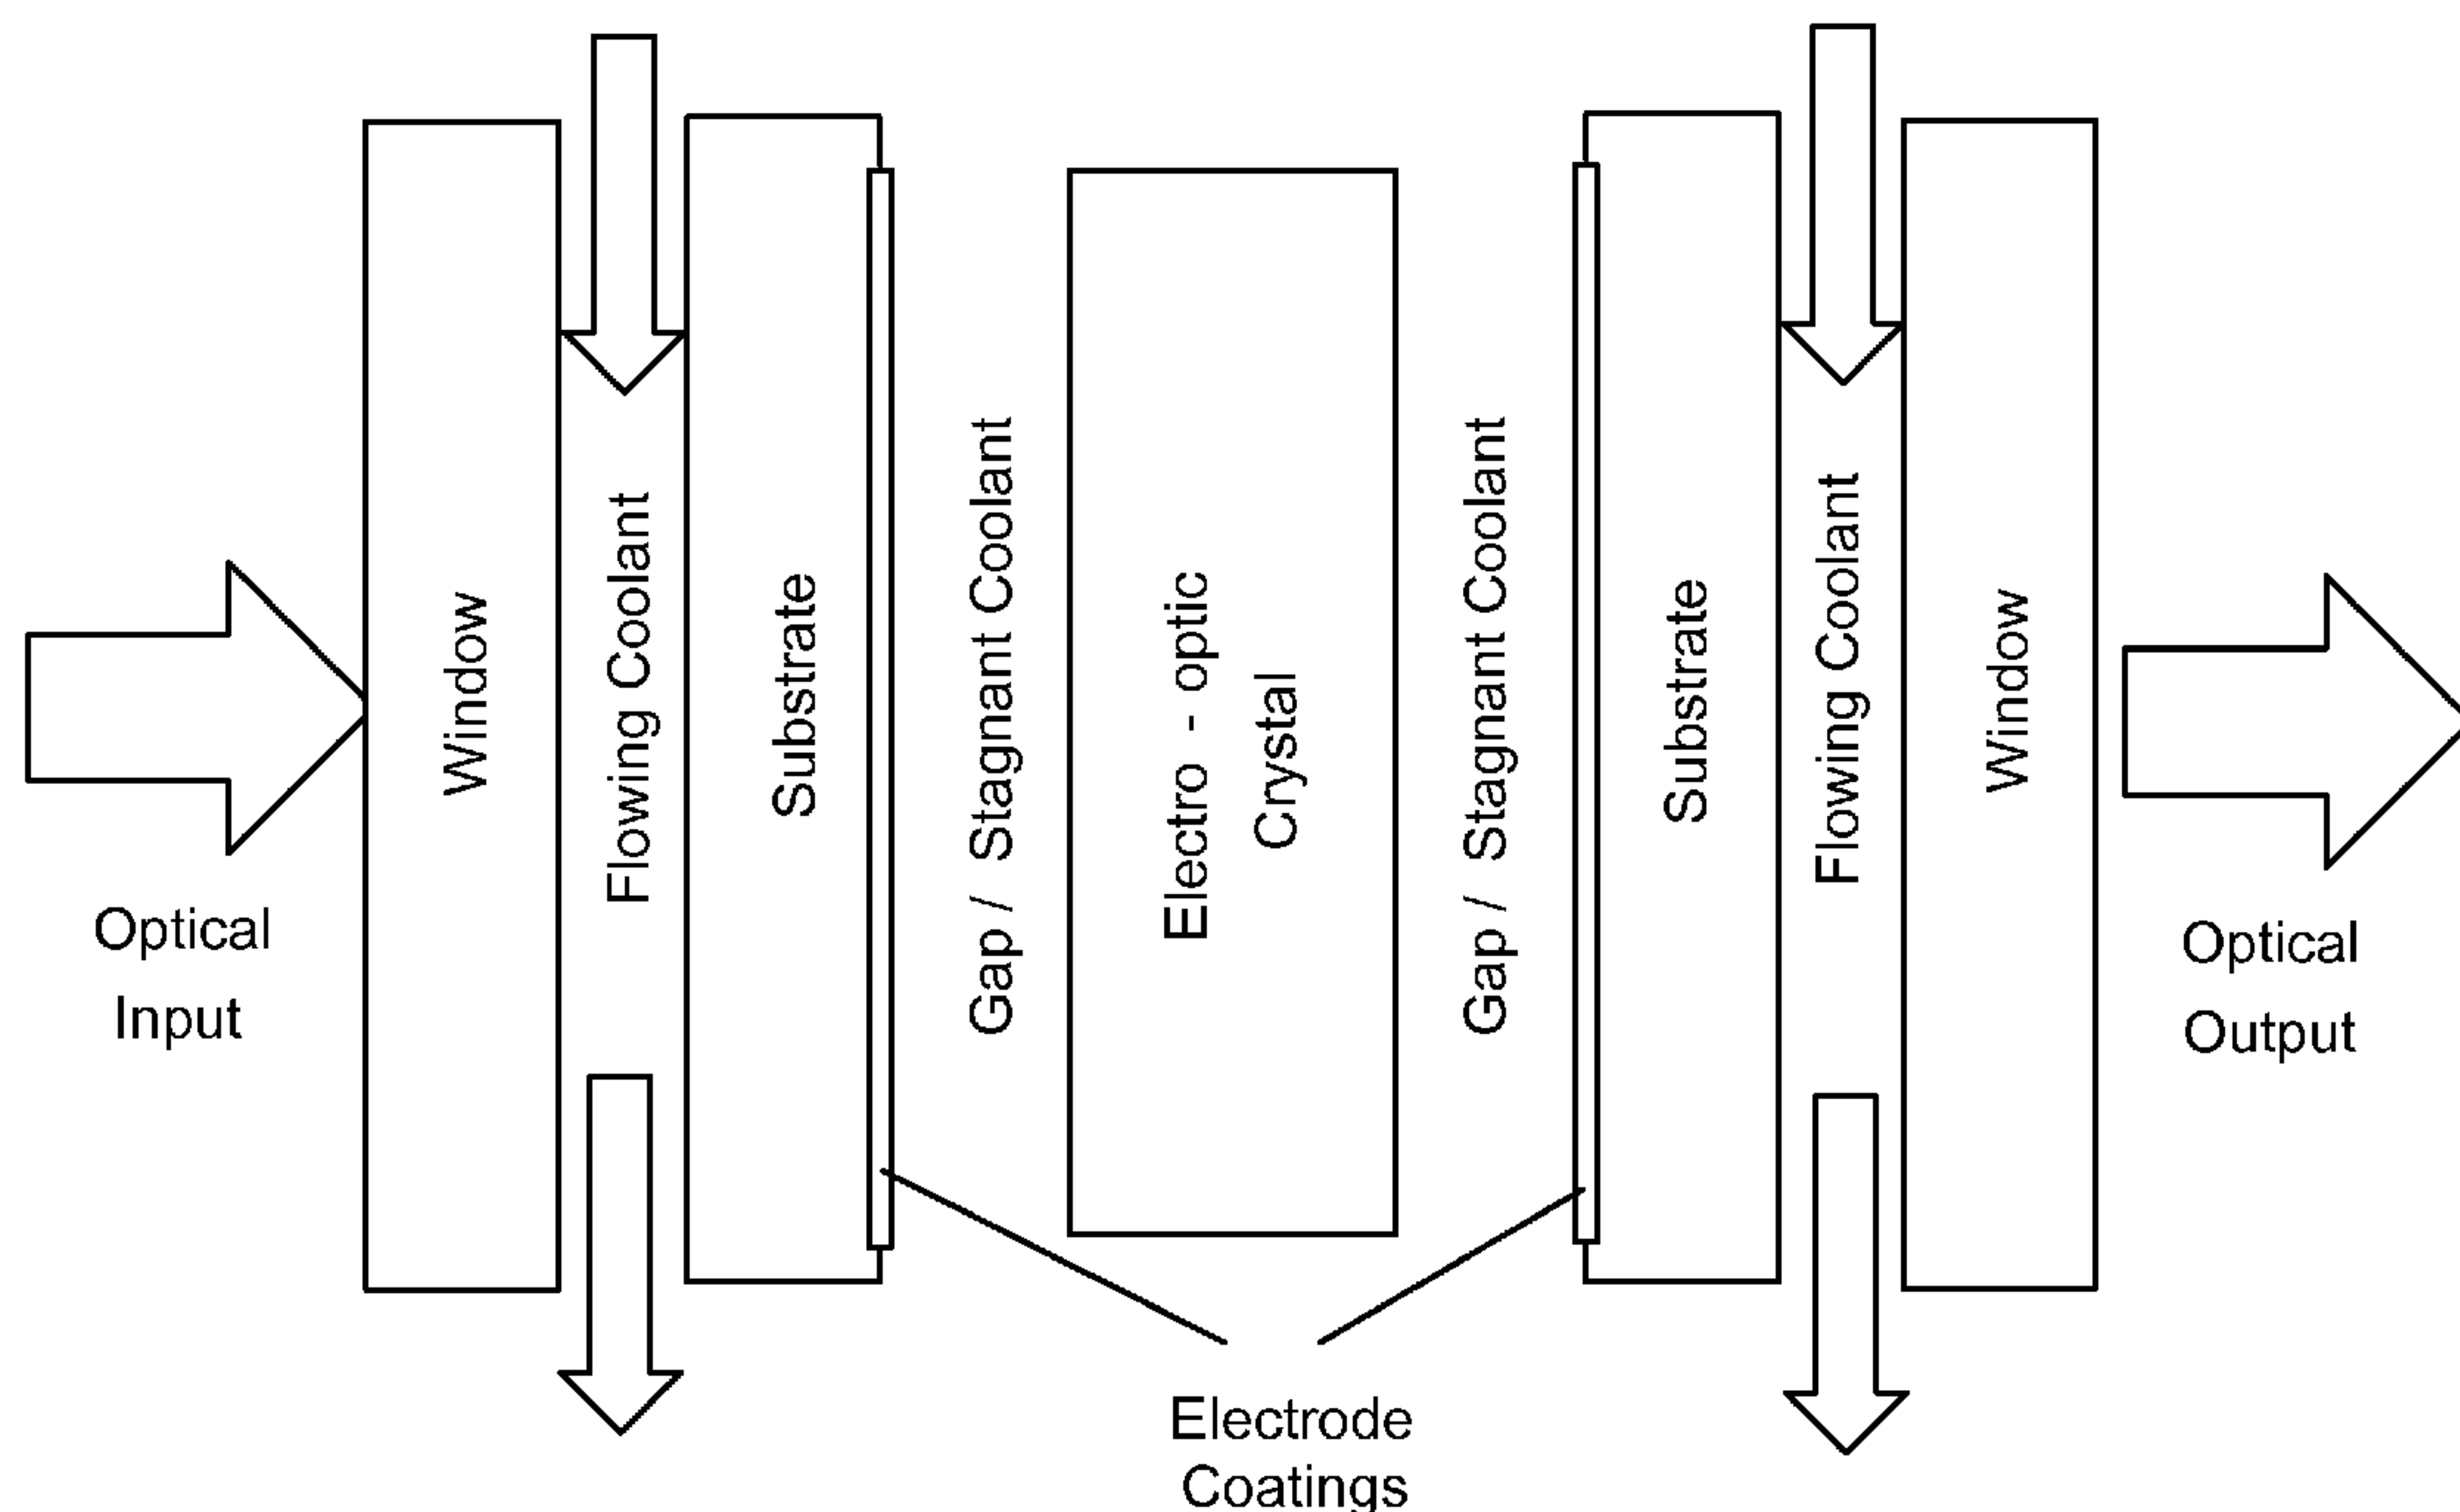 Optical
Input
Window
Flowing Coolant
Substrate
Gap / Stagnant Coolant
Electro - optic
Crystal
Gap / Stagnant Coolant
Substrate
Flowing Coolant
Window
Optical
Output
Electrode
Coatings